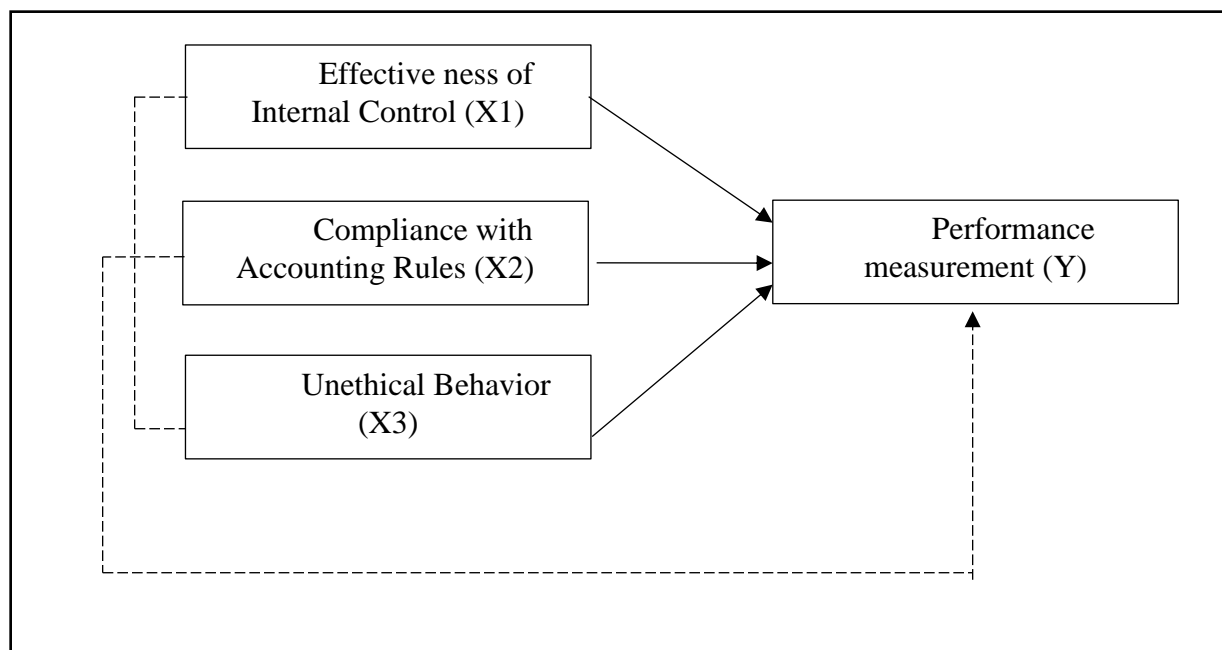 Effective ness of
Internal Control (X1)
Compliance with
Accounting Rules (X2)
Performance
measurement (Y)
Unethical Behavior
(X3)